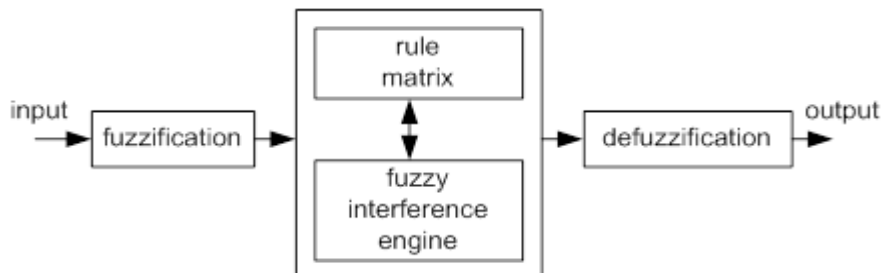 input
fuzzification
rule
matrix
fuzzy
interference
engine
defuzzification
output